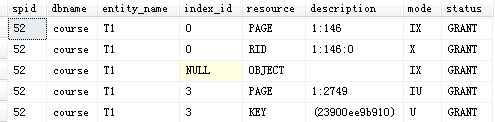 spid dbname entity_name index_id resource description mode status
52 course T1 0 PAGE 1:146 IX GRANT
52 course T1 0 RID 1:146:0 X GRANT
52 course T1 NULL OBJECT IX GRANT
52 course T1 3 PAGE 1:2749 IU GRANT
52 course T1 3 KEY (23900ee9b910) U GRANT